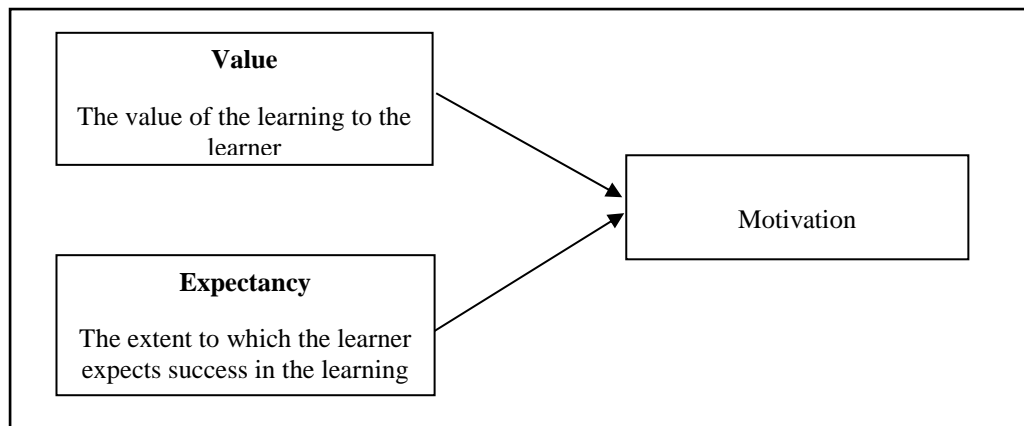 Value
The value of the learning to the
learner
Motivation
Expectancy
The extent to which the learner
expects success in the learning